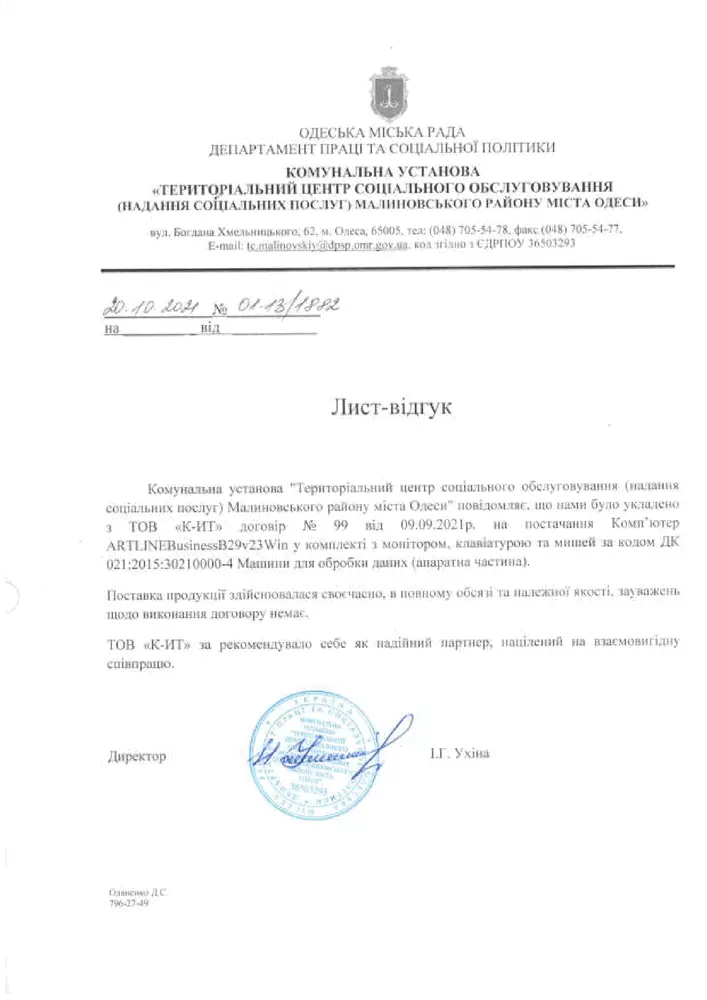 ОДЕСЬКА МІСЬКА РАДА
ДЕПАРТАМЕНТ ПРАЦІ ТА СОЦІАЛЬНОЇ ПОЛІТИКИ
КОМУНАЛЬНА УСТАНОВА
«ТЕРИТОРІАЛЬНИЙ ЦЕНТР СОЦІАЛЬНОГО ОБСЛУГОВУВАННЯ
(НАДАННЯ СОЦІАЛЬНИХ ПОСЛУГ) МАЛИНОВСЬКОГО РАЙОНУ МІСТА ОДЕСИ»
вул. Богдана Хмельницького, 62, м. Одеса, 65005, тел: (048) 705-54-78, факс (048) 705-54-77,
E-mail: tc.malinovskiy@dpsp.omr.gov.ua, код згідно з ЄДРПОУ 36503293
20.10.2021 № 01-13/1882
на від
Лист-відгук
Комунальна установа "Територіальний центр соціального обслуговування (надання
соціальних послуг) Малиновського району міста Одеси" повідомляє, що нами було укладено
з ТОВ «К-ИТ» договір № 99 від 09.09.2021р. на постачання Комп'ютер
ARTLINEBusinessB29v23Win у комплекті з монітором, клавіатурою та мишей за кодом ДК
021:2015:30210000-4 Машини для обробки даних (апаратна частина).
Поставка продукції здійснювалася своєчасно, в повному обсязі та належної якості, зауважень
щодо виконання договору немає.
ТОВ «К-ИТ» за рекомендувало себе як надійний партнер, націлений на взаємовигідну
співпрацю.
Директор І.Г. Ухіна
УКРАЇНА
36503293
Д.С.
796-27-49